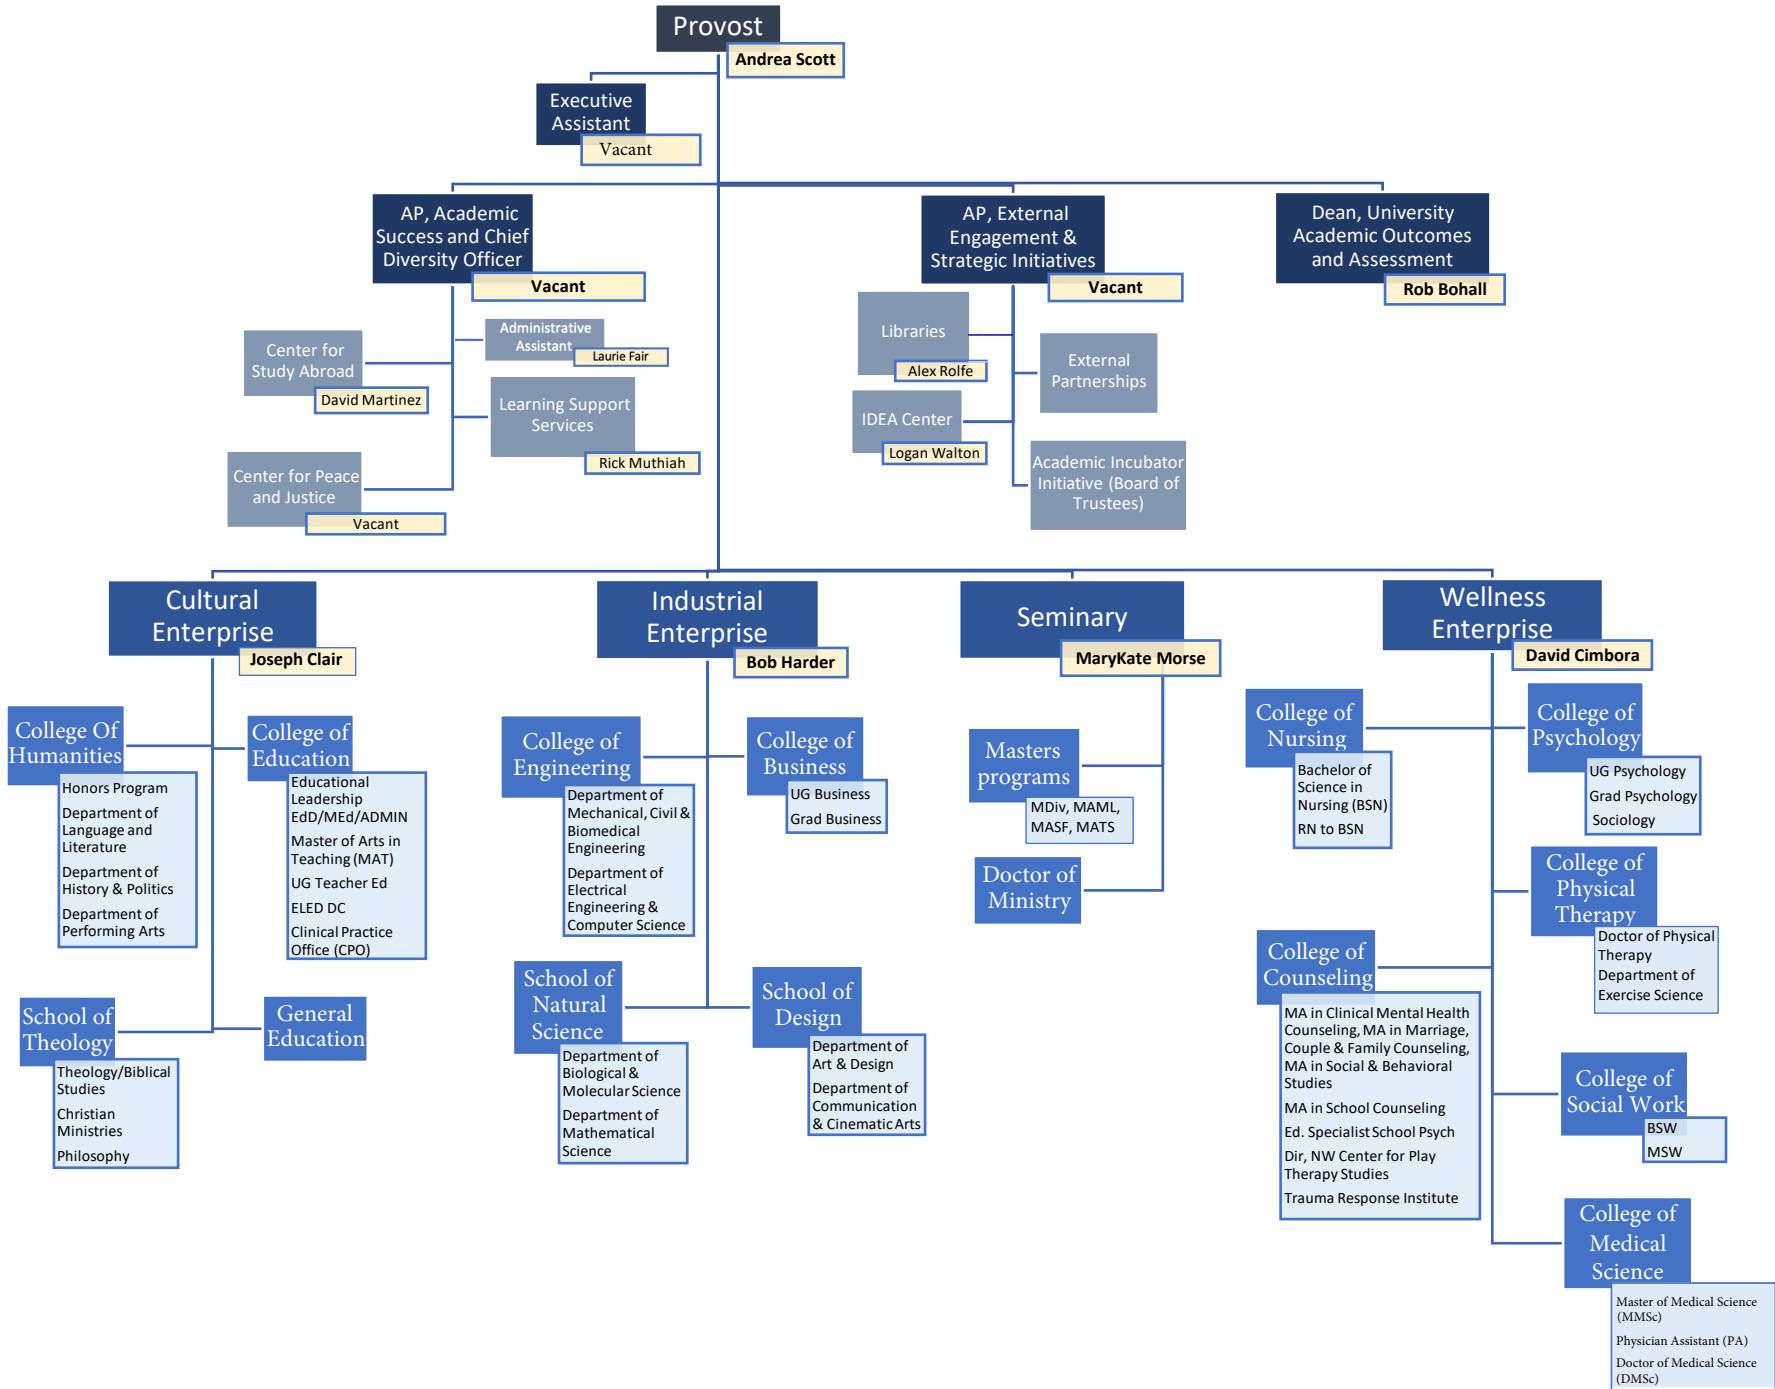 Provost
Andrea Scott
Executive
Assistant
Vacant
AP, Academic
Success and Chief
Diversity Officer
Vacant
AP, External
Engagement &
Strategic Initiatives
Vacant
Dean, University
Academic Outcomes
and Assessment
Rob Bohall
Center for
Study Abroad
David Martinez
Administrative
Assistant
Laurie Fair
Learning Support
Services
Rick Muthiah
Center for Peace
and Justice
Vacant
Libraries
Alex Rolfe
External
Partnerships
IDEA Center
Logan Walton
Academic Incubator
Initiative (Board of
Trustees)
Cultural
Enterprise
Joseph Clair
College Of
Humanities
Honors Program
Department of
Language and
Literature
Department of
History & Politics
Department of
Performing Arts
College of
Education
Educational
Leadership
EdD/MEd/ADMIN
Master of Arts in
Teaching (MAT)
UG Teacher Ed
ELED DC
Clinical Practice
Office (CPO)
School of
Theology
Theology/Biblical
Studies
Christian
Ministries
Philosophy
General
Education
Industrial
Enterprise
Bob Harder
College of
Engineering
Department of
Mechanical, Civil &
Biomedical
Engineering
Department of
Electrical
Engineering &
Computer Science
College of
Business
UG Business
Grad Business
School of
Natural
Science
Department of
Biological &
Molecular Science
Department of
Mathematical
Science
School of
Design
Department of
Art & Design
Department of
Communication
& Cinematic Arts
Seminary
MaryKate Morse
Masters
programs
MDiv, MAML,
MASF, MATS
Doctor of
Ministry
Wellness
Enterprise
David Cimbora
College of
Nursing
Bachelor of
Science in
Nursing (BSN)
RN to BSN
College of
Psychology
UG Psychology
Grad Psychology
Sociology
College of
Physical
Therapy
Doctor of Physical
Therapy
Department of
Exercise Science
College of
Counseling
MA in Clinical Mental Health
Counseling, MA in Marriage,
Couple & Family Counseling,
MA in Social & Behavioral
Studies
MA in School Counseling
Ed. Specialist School Psych
Dir, NW Center for Play
Therapy Studies
Trauma Response Institute
College of
Social Work
BSW
MSW
College of
Medical
Science
Master of Medical Science
(MMSc)
Physician Assistant (PA)
Doctor of Medical Science
(DMSc)